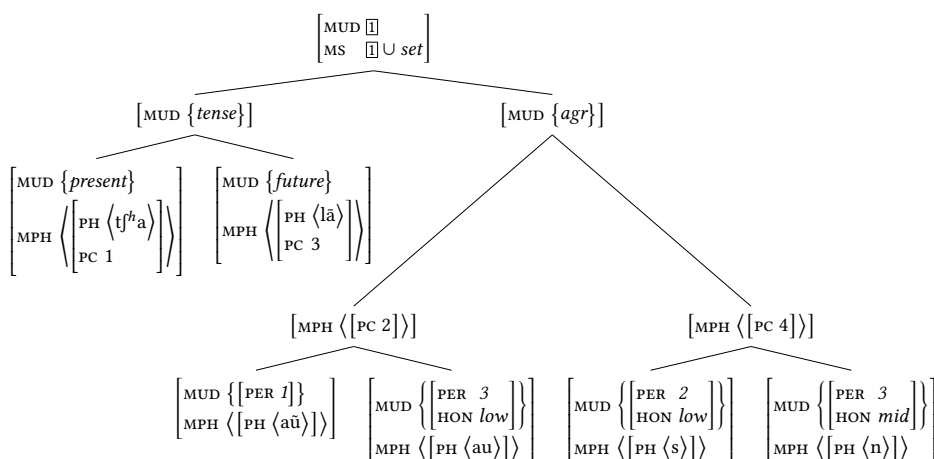 MUD 1
MS 1 ∪ set
[MUD {tense}]
[MUD {agr}]
MUD {present}
MPH ⟨[PH ⟨tʃʰa⟩
PC 1]⟩
MUD {future}
MPH ⟨[PH ⟨lā⟩
PC 3]⟩
[MPH ⟨[PC 2]⟩]
[MPH ⟨[PC 4]⟩]
MUD {[PER 1]}
MPH ⟨[PH ⟨aũ⟩]⟩
MUD {[PER 3
HON low]}
MPH ⟨[PH ⟨au⟩]⟩
MUD {[PER 2
HON low]}
MPH ⟨[PH ⟨s⟩]⟩
MUD {[PER 3
HON mid]}
MPH ⟨[PH ⟨n⟩]⟩